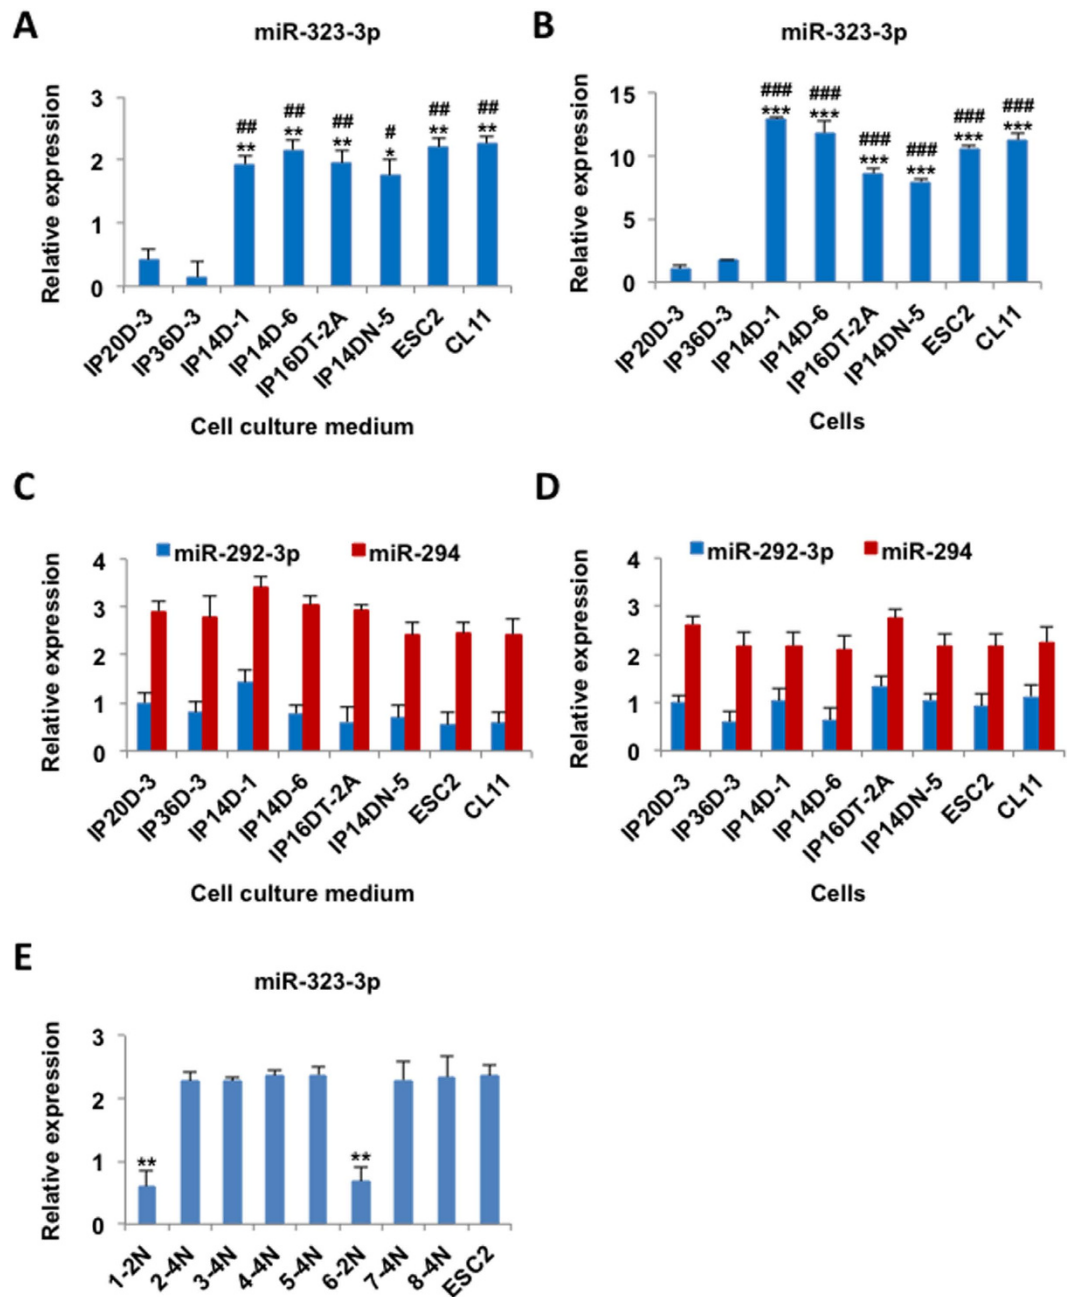 A
miR-323-3p
Relative expression
3
2
1
0
##
**
##
**
##
**
#
*
##
**
##
**
IP20D-3
IP36D-3
IP14D-1
IP14D-6
IP16DT-2A
IP14DN-5
ESC2
CL11
Cell culture medium
B
miR-323-3p
Relative expression
15
10
5
0
###
***
###
***
###
***
###
***
###
***
###
***
IP20D-3
IP36D-3
IP14D-1
IP14D-6
IP16DT-2A
IP14DN-5
ESC2
CL11
Cells
C
miR-292-3p miR-294
Relative expression
4
3
2
1
0
IP20D-3
IP36D-3
IP14D-1
IP14D-6
IP16DT-2A
IP14DN-5
ESC2
CL11
Cell culture medium
D
miR-292-3p miR-294
Relative expression
4
3
2
1
0
IP20D-3
IP36D-3
IP14D-1
IP14D-6
IP16DT-2A
IP14DN-5
ESC2
CL11
Cells
E
miR-323-3p
Relative expression
3
2
1
0
**
**
1-2N
2-4N
3-4N
4-4N
5-4N
6-2N
7-4N
8-4N
ESC2